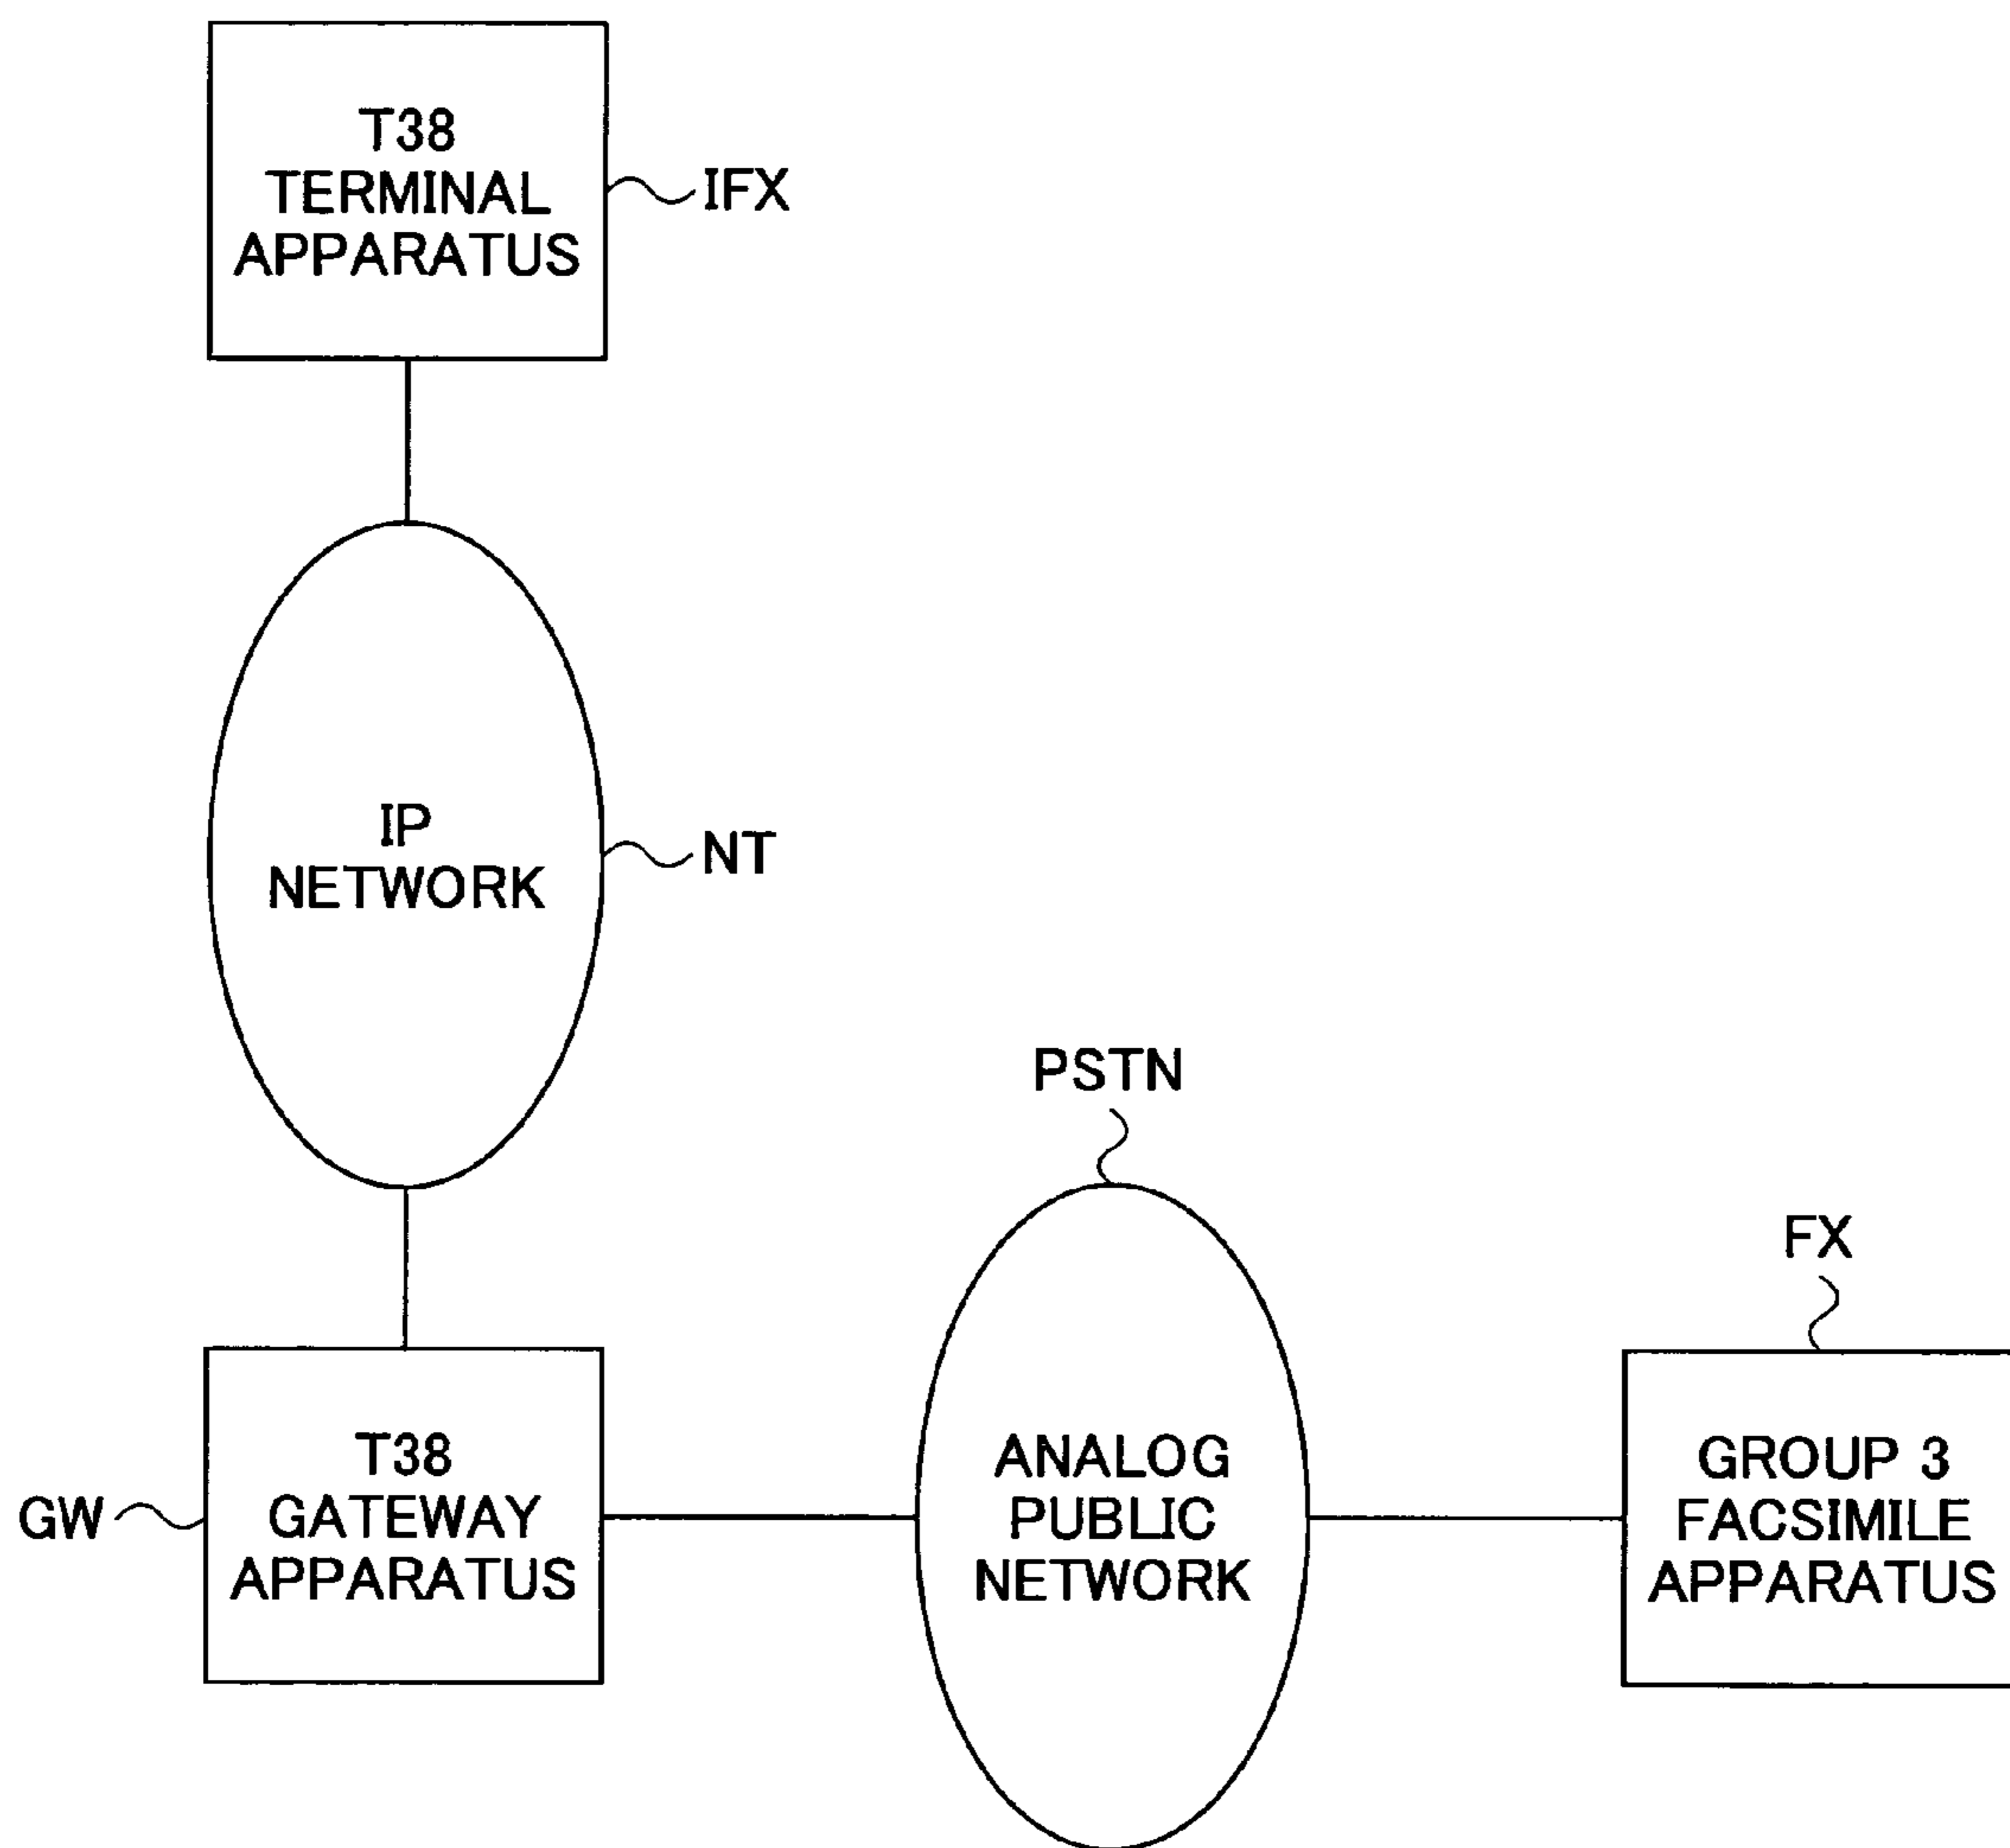 T38
TERMINAL
APPARATUS
IFX
IP
NETWORK
NT
PSTN
FX
GW
T38
GATEWAY
APPARATUS
ANALOG
PUBLIC
NETWORK
GROUP 3
FACSIMILE
APPARATUS